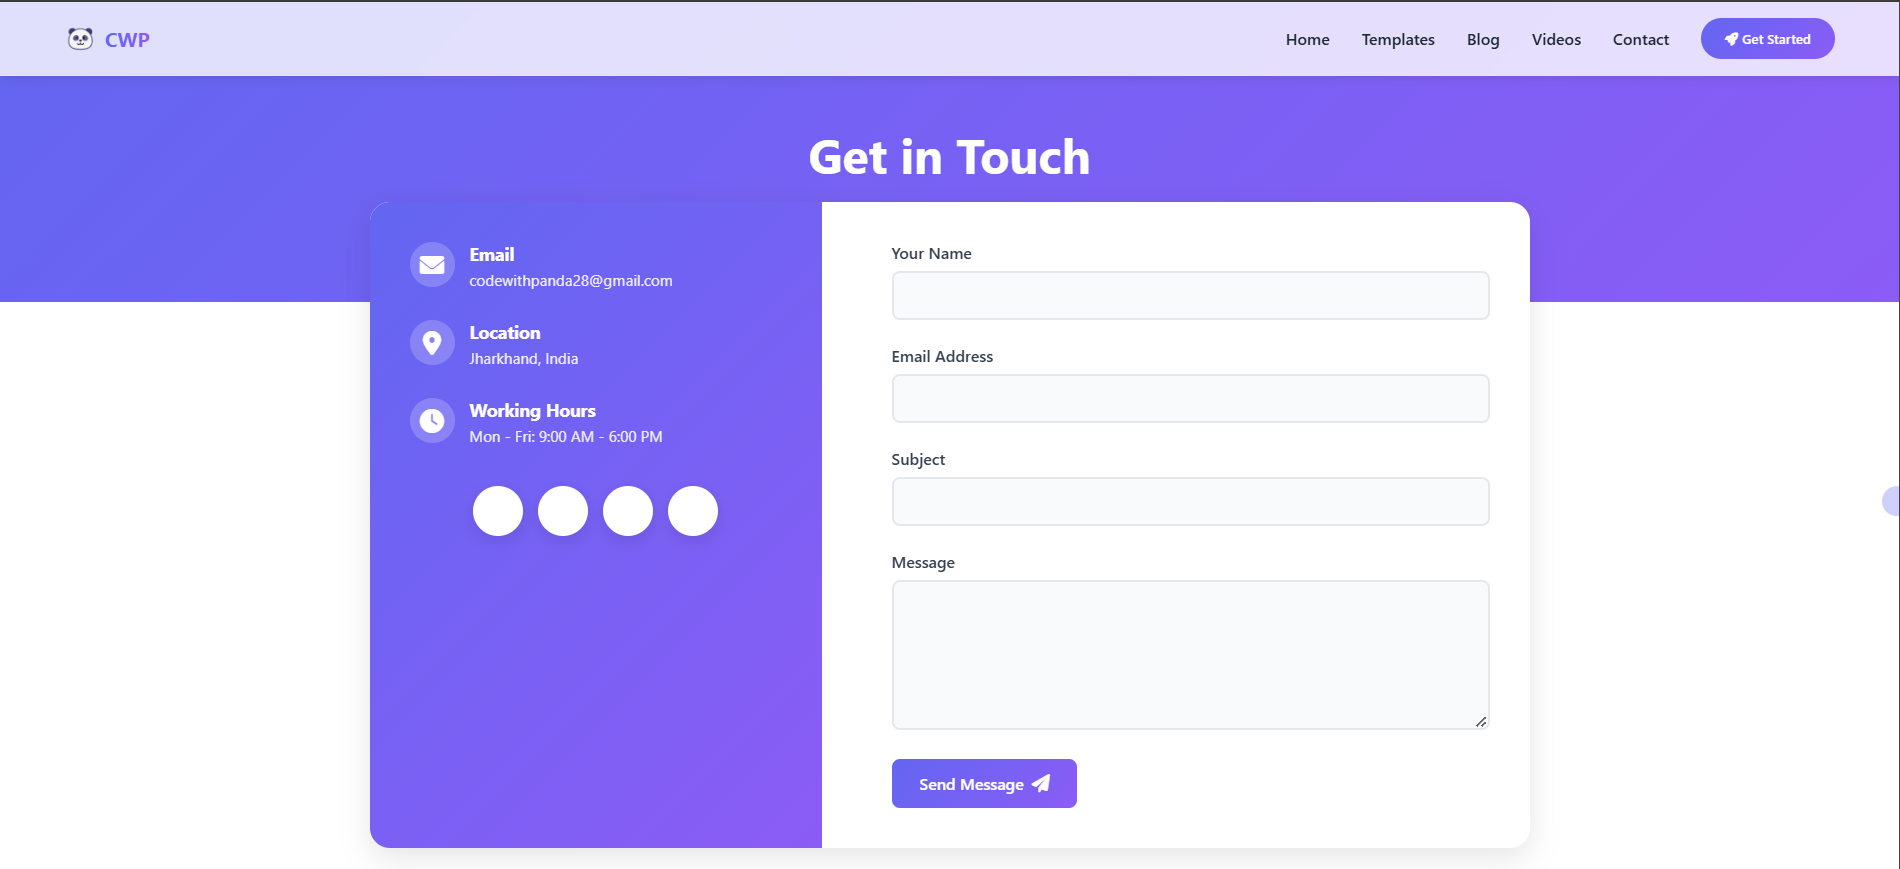 CWP
Home
Templates
Blog
Videos
Contact
Get Started
Get in Touch
Email
codewithpanda28@gmail.com
Location
Jharkhand, India
Working Hours
Mon - Fri: 9:00 AM - 6:00 PM
Your Name
Email Address
Subject
Message
Send Message